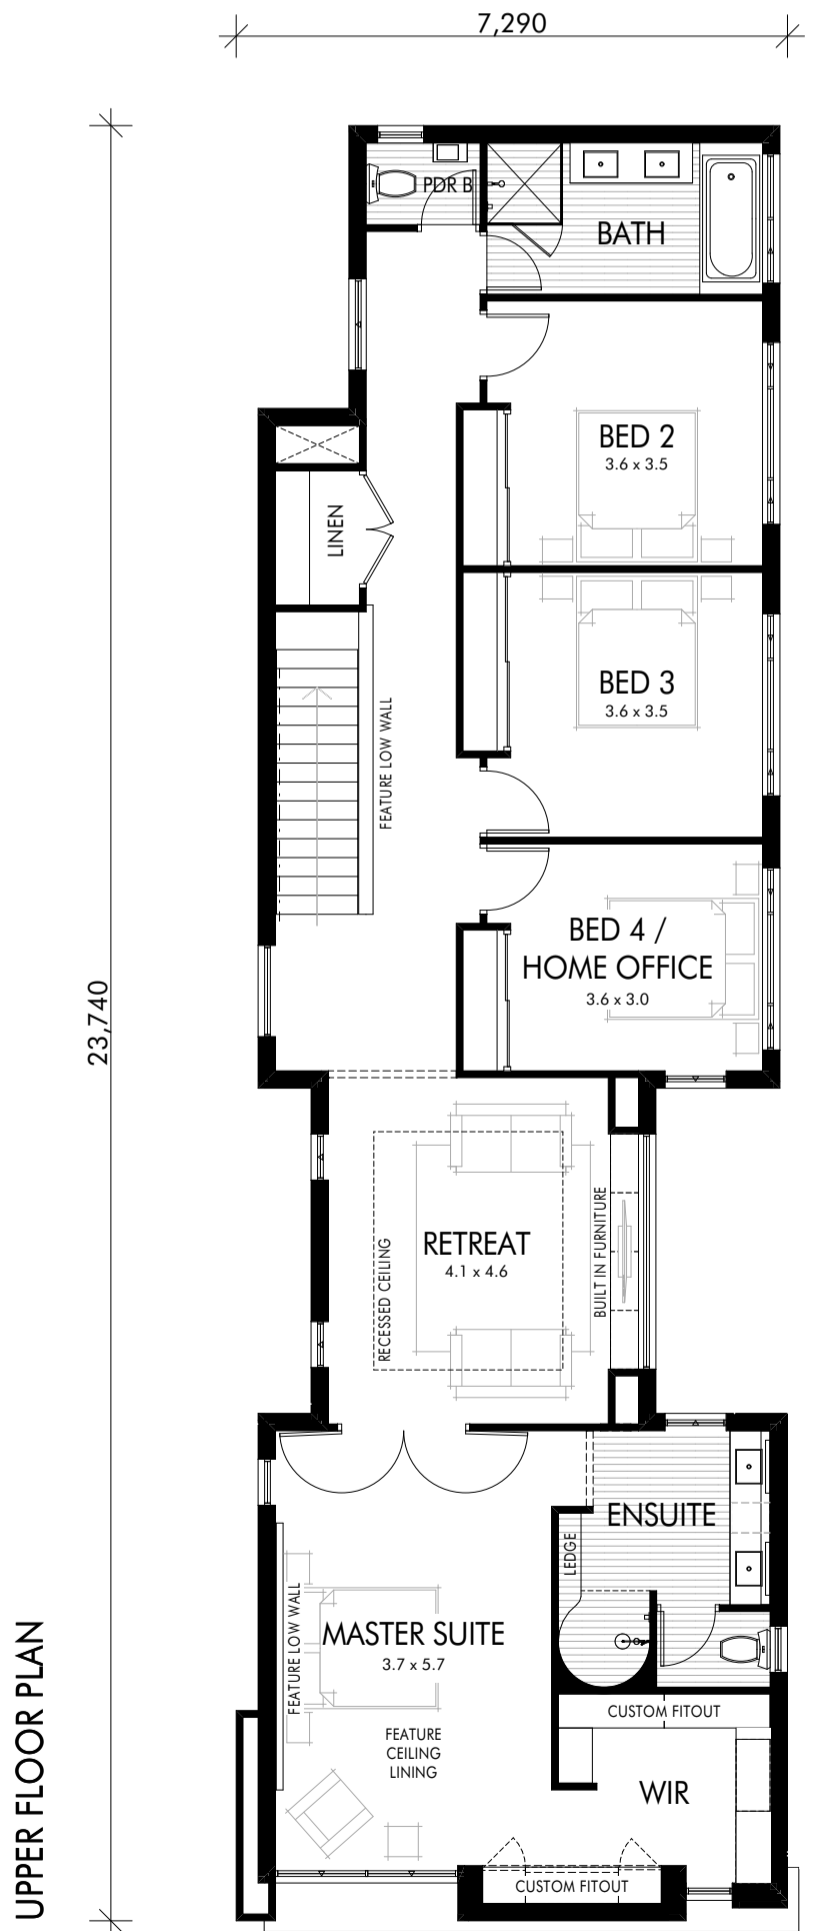 7,290
PDR B
BATH
BED 2
3.6 x 3.5
LINEN
BED 3
3.6 x 3.5
FEATURE LOW WALL
BED 4 /
HOME OFFICE
3.6 x 3.0
23,740
RETREAT
4.1 x 4.6
RECESSED CEILING
BUILT IN FURNITURE
ENSUITE
LEDGE
MASTER SUITE
3.7 x 5.7
FEATURE LOW WALL
FEATURE
CEILING
LINING
CUSTOM FITOUT
WIR
CUSTOM FITOUT
UPPER FLOOR PLAN